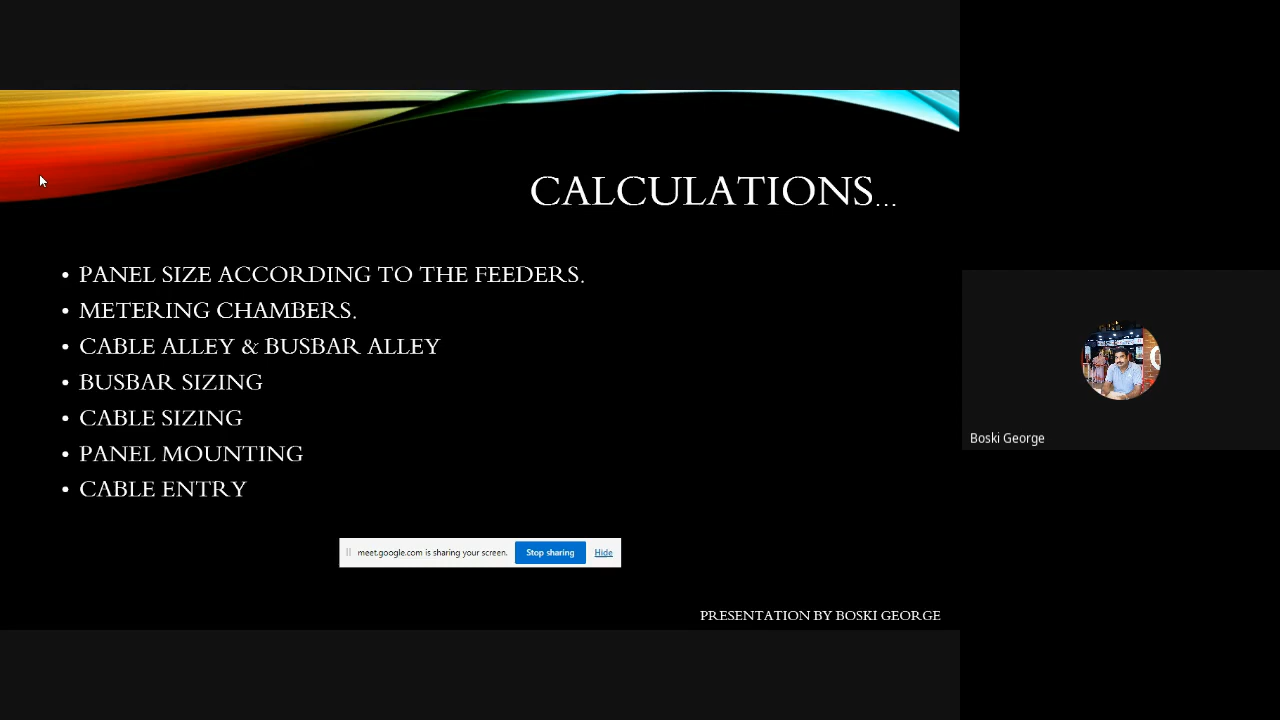 CALCULATIONS...
• PANEL SIZE ACCORDING TO THE FEEDERS.
• METERING CHAMBERS.
• CABLE ALLEY & BUSBAR ALLEY
• BUSBAR SIZING
• CABLE SIZING
• PANEL MOUNTING
• CABLE ENTRY
meet.google.com is sharing your screen. Stop sharing Hide
PRESENTATION BY BOSKI GEORGE
Boski George